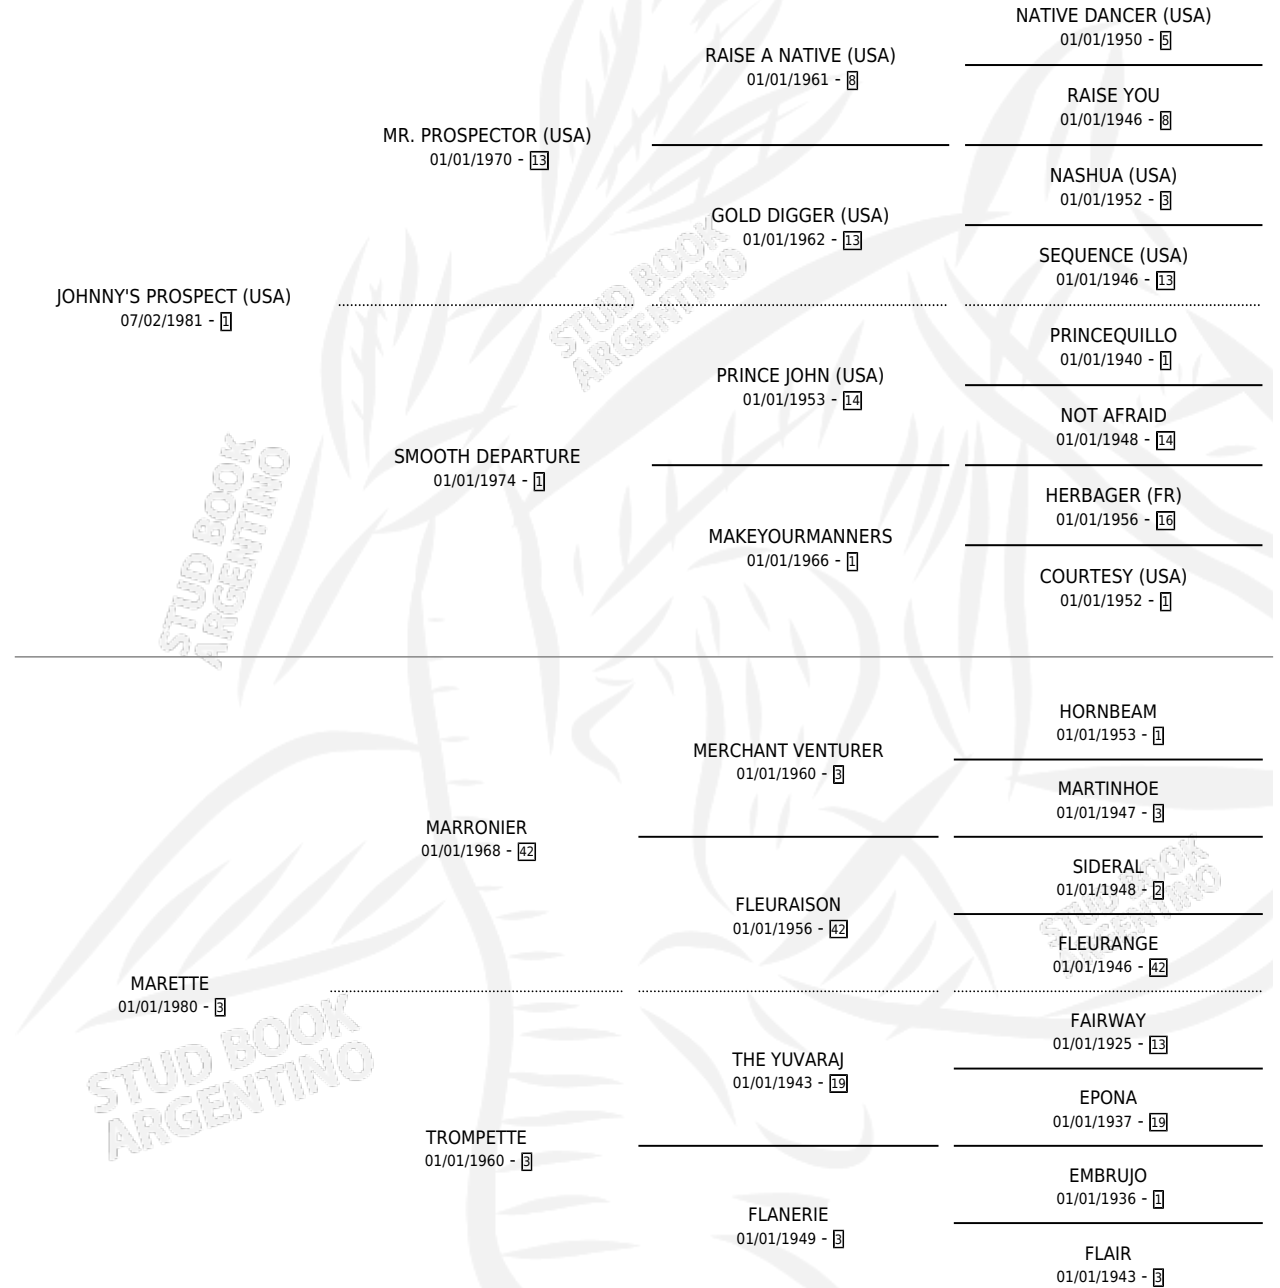 NATIVE DANCER (USA)
01/01/1950 - 5
RAISE A NATIVE (USA)
01/01/1961 - 8
RAISE YOU
01/01/1946 - 8
MR. PROSPECTOR (USA)
01/01/1970 - 13
NASHUA (USA)
01/01/1952 - 3
GOLD DIGGER (USA)
01/01/1962 - 13
SEQUENCE (USA)
01/01/1946 - 13
JOHNNY'S PROSPECT (USA)
07/02/1981 - 1
PRINCEQUILLO
01/01/1940 - 1
PRINCE JOHN (USA)
01/01/1953 - 14
NOT AFRAID
01/01/1948 - 14
SMOOTH DEPARTURE
01/01/1974 - 1
HERBAGER (FR)
01/01/1956 - 16
MAKEYOURMANNERS
01/01/1966 - 1
COURTESY (USA)
01/01/1952 - 1
HORNBEAM
01/01/1953 - 1
MERCHANT VENTURER
01/01/1960 - 3
MARTINHOE
01/01/1947 - 3
MARRONIER
01/01/1968 - 42
SIDERAL
01/01/1948 - 2
FLEURAISON
01/01/1956 - 42
FLEURANGE
01/01/1946 - 42
MARETTE
01/01/1980 - 3
FAIRWAY
01/01/1925 - 13
THE YUVARAJ
01/01/1943 - 19
EPONA
01/01/1937 - 19
TROMPETTE
01/01/1960 - 3
EMBRUJO
01/01/1936 - 1
FLANERIE
01/01/1949 - 3
FLAIR
01/01/1943 - 3
STUD BOOK
ARGENTINO
STUD BOOK
ARGENTINO
STUD BOOK
ARGENTINO
STUD BOOK
ARGENTINO